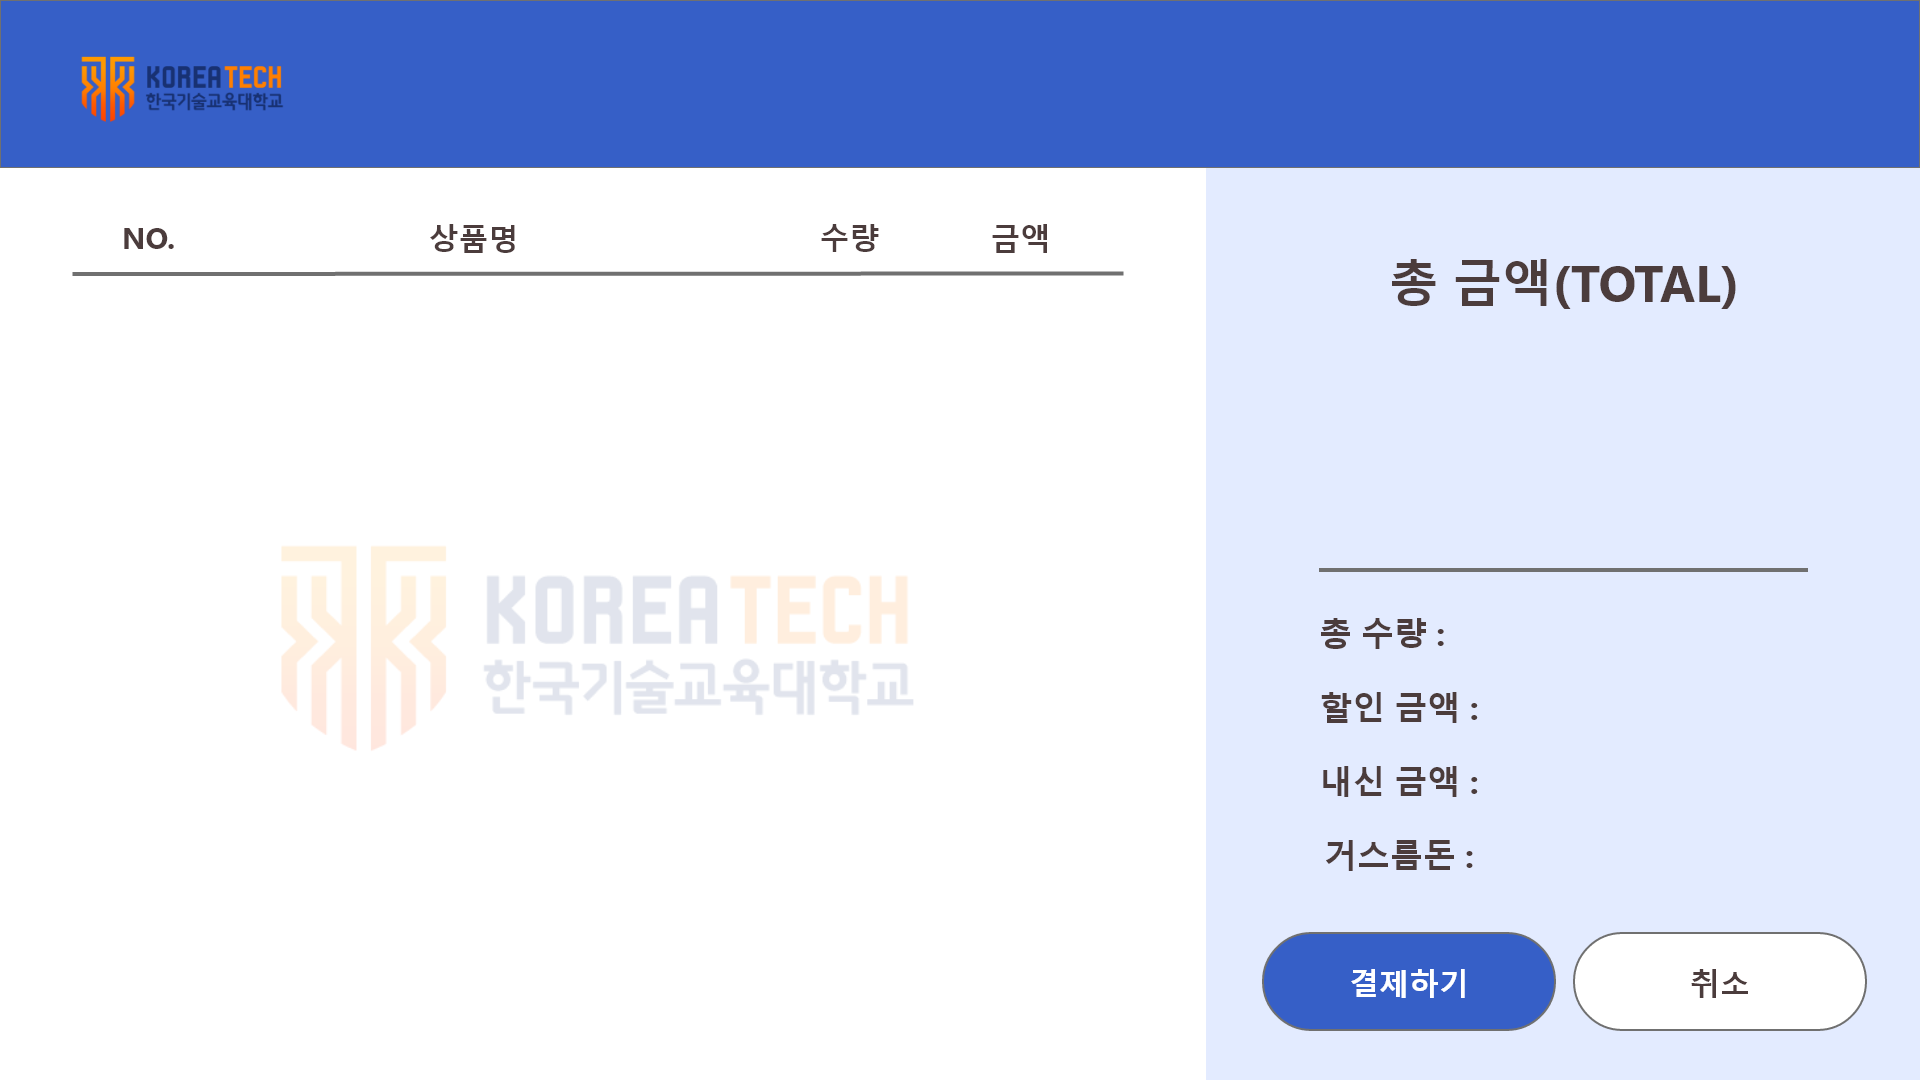 KOREATECH
한국기술교육대학교
NO. 상품명 수량 금액
총 금액(TOTAL)
KOREATECH
한국기술교육대학교
총 수량 :
할인 금액 :
내신 금액 :
거스름돈 :
결제하기 취소